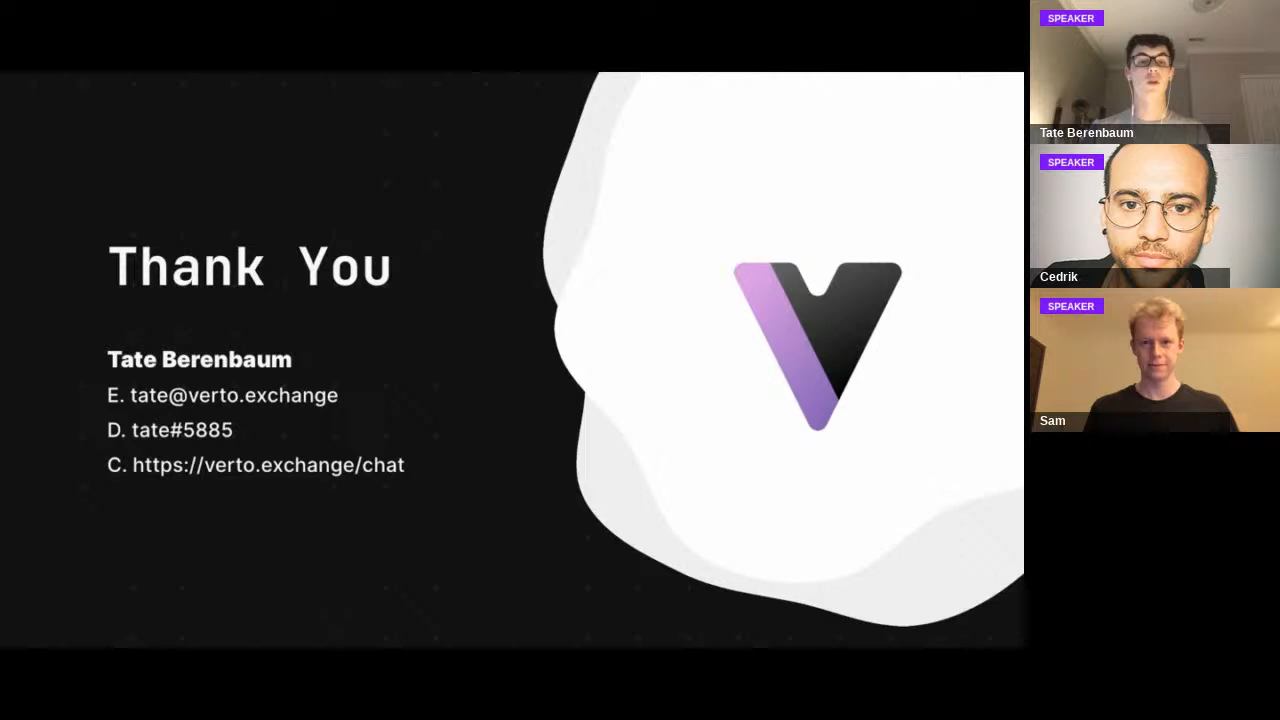 Thank You
Tate Berenbaum
E. tate@verto.exchange
D. tate#5885
C. https://verto.exchange/chat
SPEAKER
Tate Berenbaum
SPEAKER
Cedrik
SPEAKER
Sam